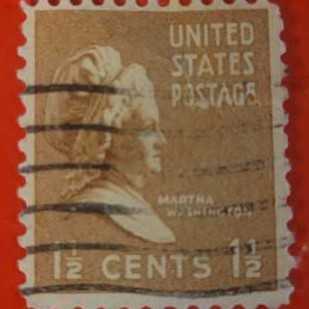 UNITED
STATES
POSTAGE
MARTHA
WASHINGTON
1½ CENTS 1½